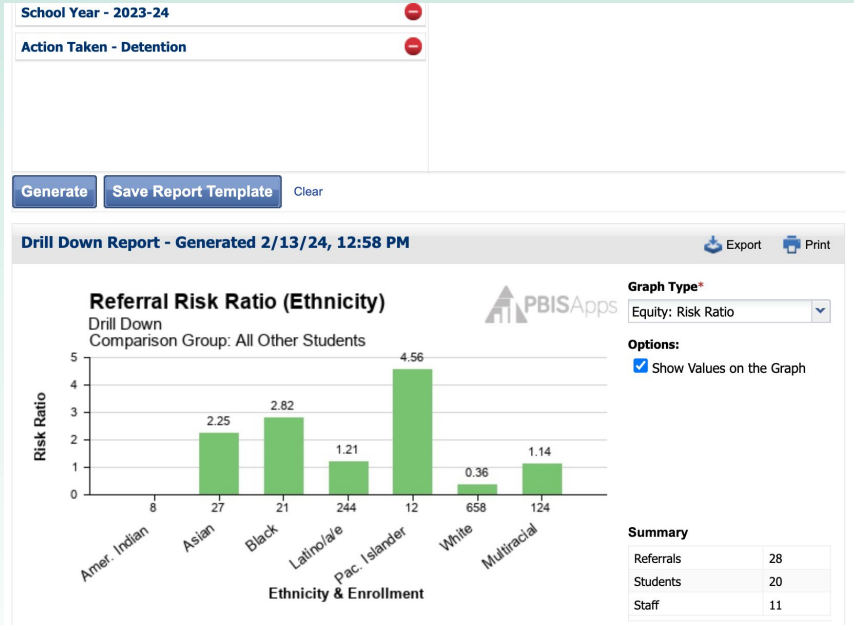 School Year - 2023-24
Action Taken - Detention
Generate Save Report Template Clear
Drill Down Report - Generated 2/13/24, 12:58 PM
Export Print
Referral Risk Ratio (Ethnicity)
Drill Down
Comparison Group: All Other Students
PBISApps
Graph Type*
Equity: Risk Ratio
Options:
Show Values on the Graph
Risk Ratio
5
4
3
2
1
0
2.25
2.82
1.21
4.56
0.36
1.14
8 27 21 244 12 658 124
Amer. Indian
Asian
Black
Latino/a/e
Pac. Islander
White
Multiracial
Ethnicity & Enrollment
Summary
Referrals 28
Students 20
Staff 11